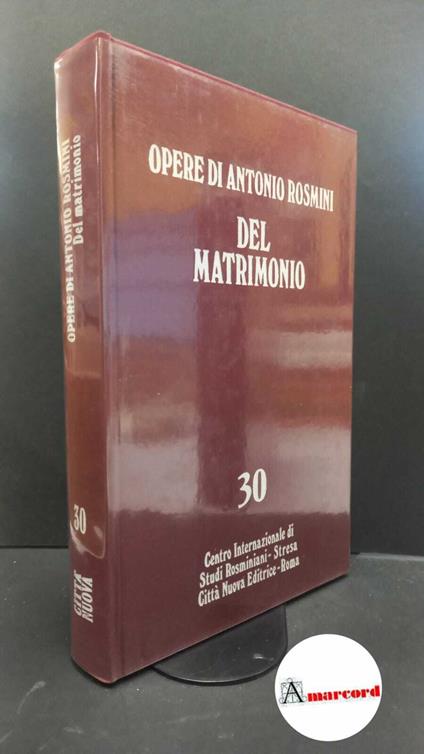 OPERE DI ANTONIO ROSMINI
Del matrimonio
30
CITTÀ
NUOVA
OPERE DI ANTONIO ROSMINI
DEL
MATRIMONIO
30
Centro Internazionale di
Studi Rosminiani - Stresa
Città Nuova Editrice - Roma
Amarcord